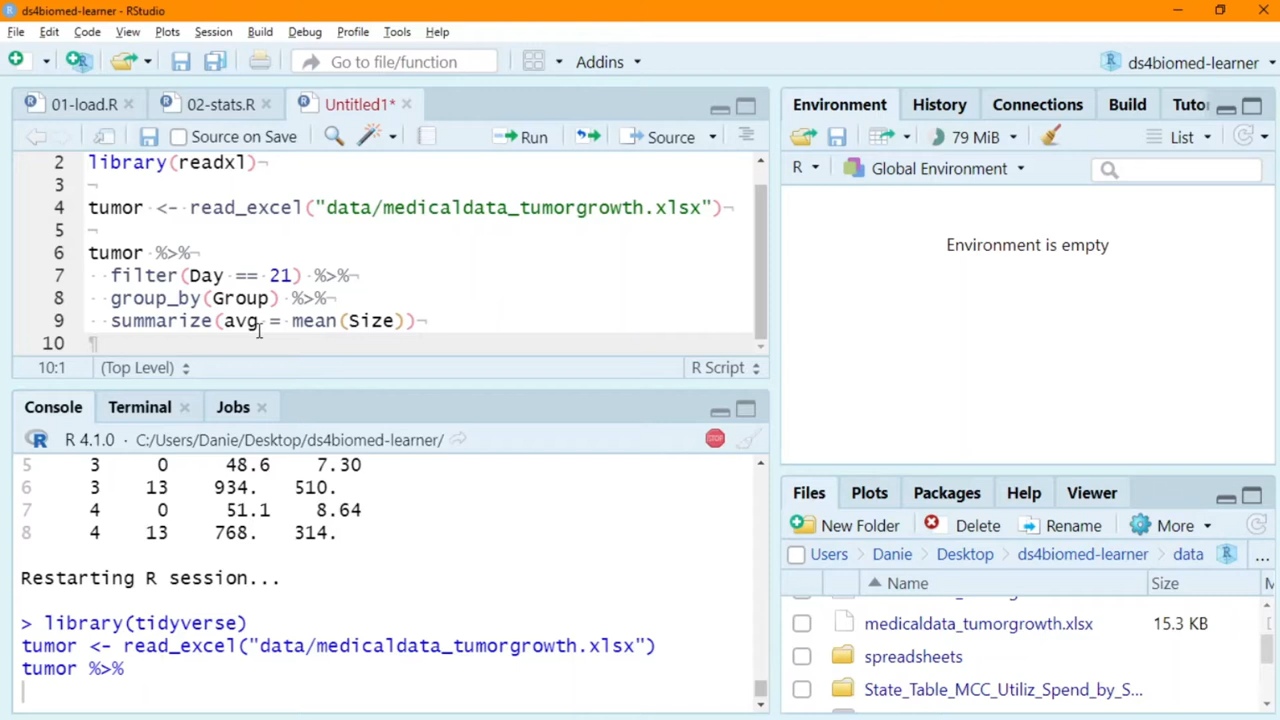 ds4biomed-learner - RStudio
File Edit Code View Plots Session Build Debug Profile Tools Help
Go to file/function Addins ds4biomed-learner
01-load.R 02-stats.R Untitled1*
Source on Save Run Source
2 library(readxl)¬
3 ¬
4 tumor <- read_excel("data/medicaldata_tumorgrowth.xlsx")¬
5 ¬
6 tumor %>%¬
7 filter(Day == 21) %>%¬
8 group_by(Group) %>%¬
9 summarize(avg = mean(Size))¬
10 ¶
10:1 (Top Level) R Script
Console Terminal Jobs
R 4.1.0 · C:/Users/Danie/Desktop/ds4biomed-learner/
5 3 0 48.6 7.30
6 3 13 934. 510.
7 4 0 51.1 8.64
8 4 13 768. 314.
Restarting R session...
> library(tidyverse)
tumor <- read_excel("data/medicaldata_tumorgrowth.xlsx")
tumor %>%
Environment History Connections Build Tuto
79 MiB List
R Global Environment
Environment is empty
Files Plots Packages Help Viewer
New Folder Delete Rename More
Users Danie Desktop ds4biomed-learner data ...
Name Size
medicaldata_tumorgrowth.xlsx 15.3 KB
spreadsheets
State_Table_MCC_Utiliz_Spend_by_S...